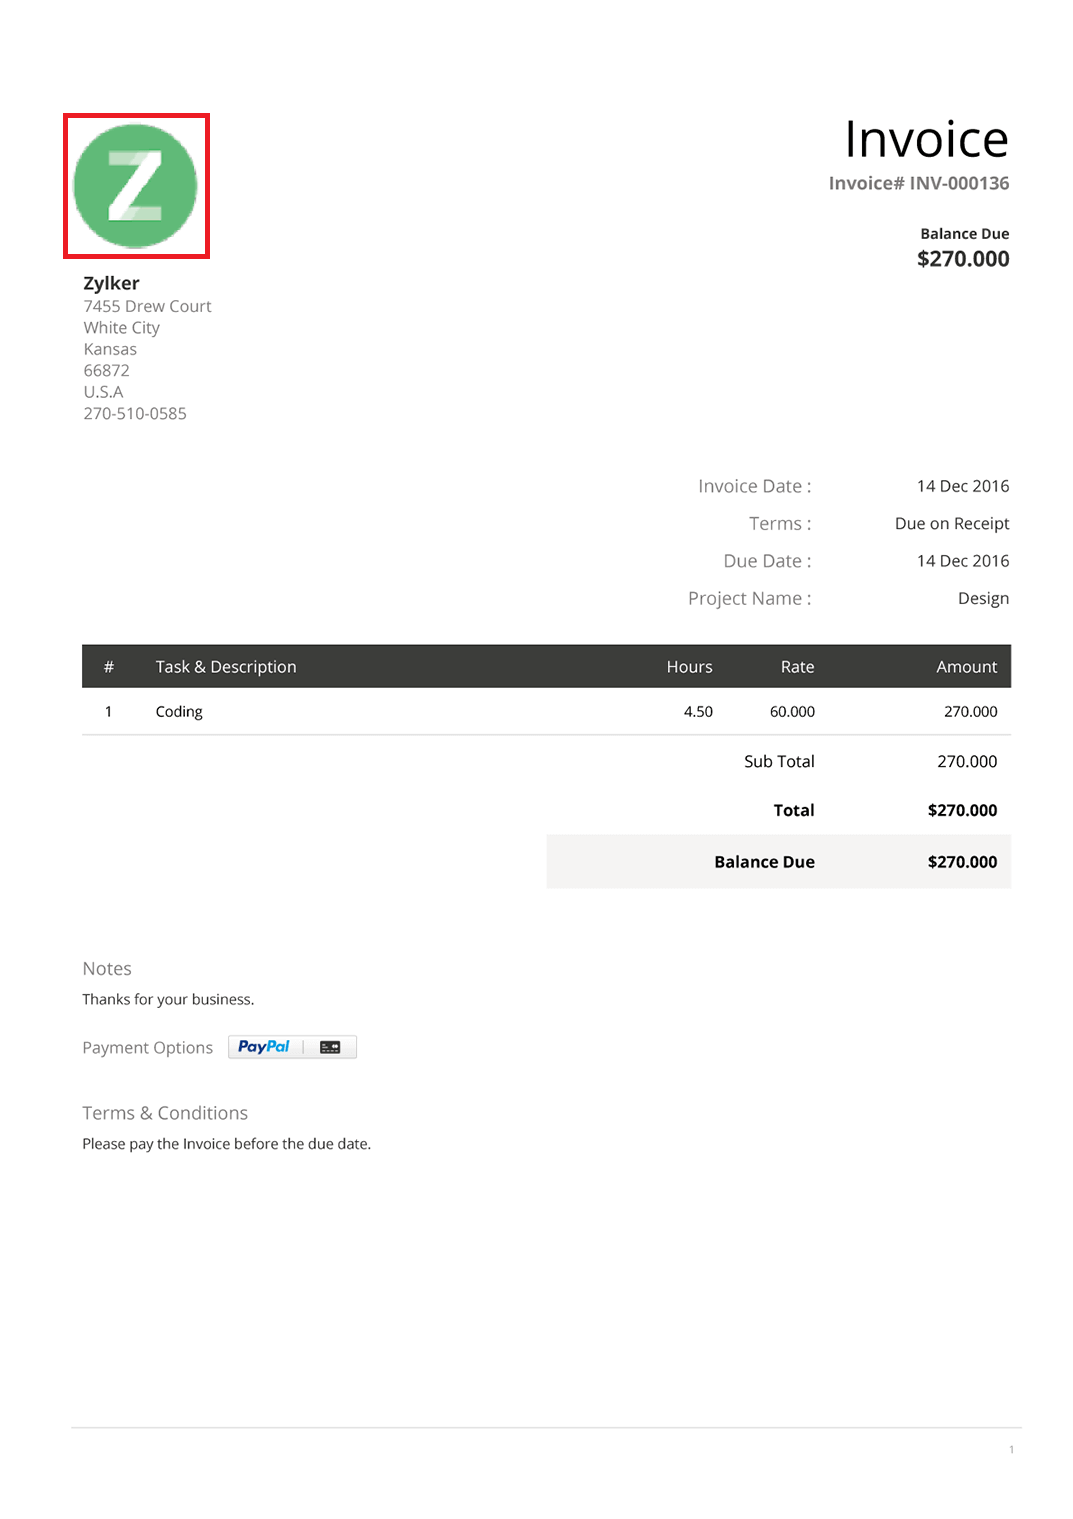 Z
Invoice
Invoice# INV-000136
Balance Due
$270.000
Zylker
7455 Drew Court
White City
Kansas
66872
U.S.A
270-510-0585
Invoice Date : 14 Dec 2016
Terms : Due on Receipt
Due Date : 14 Dec 2016
Project Name : Design
# Task & Description Hours Rate Amount
1 Coding 4.50 60.000 270.000
Sub Total 270.000
Total $270.000
Balance Due $270.000
Notes
Thanks for your business.
Payment Options PayPal
Terms & Conditions
Please pay the Invoice before the due date.
1